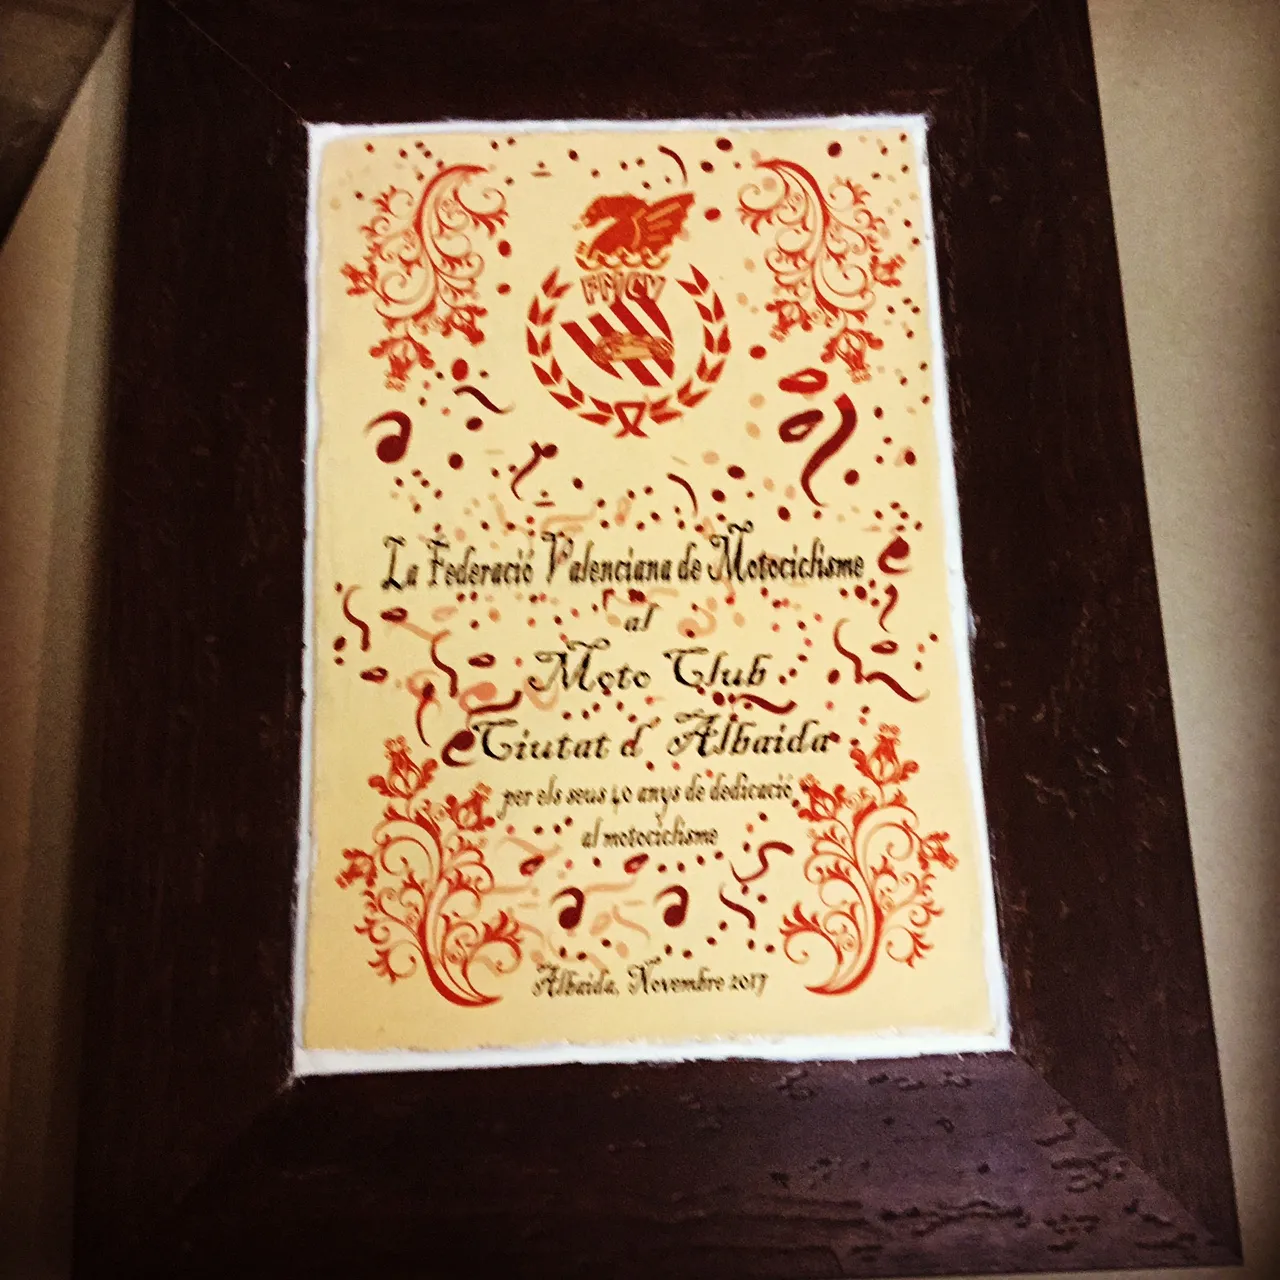 FMCV
La Federació Valenciana de Motociclisme
al
Moto Club
Ciutat d' Albaida
per els seus 40 anys de dedicació
al motociclisme
Albaida, Novembre 2017